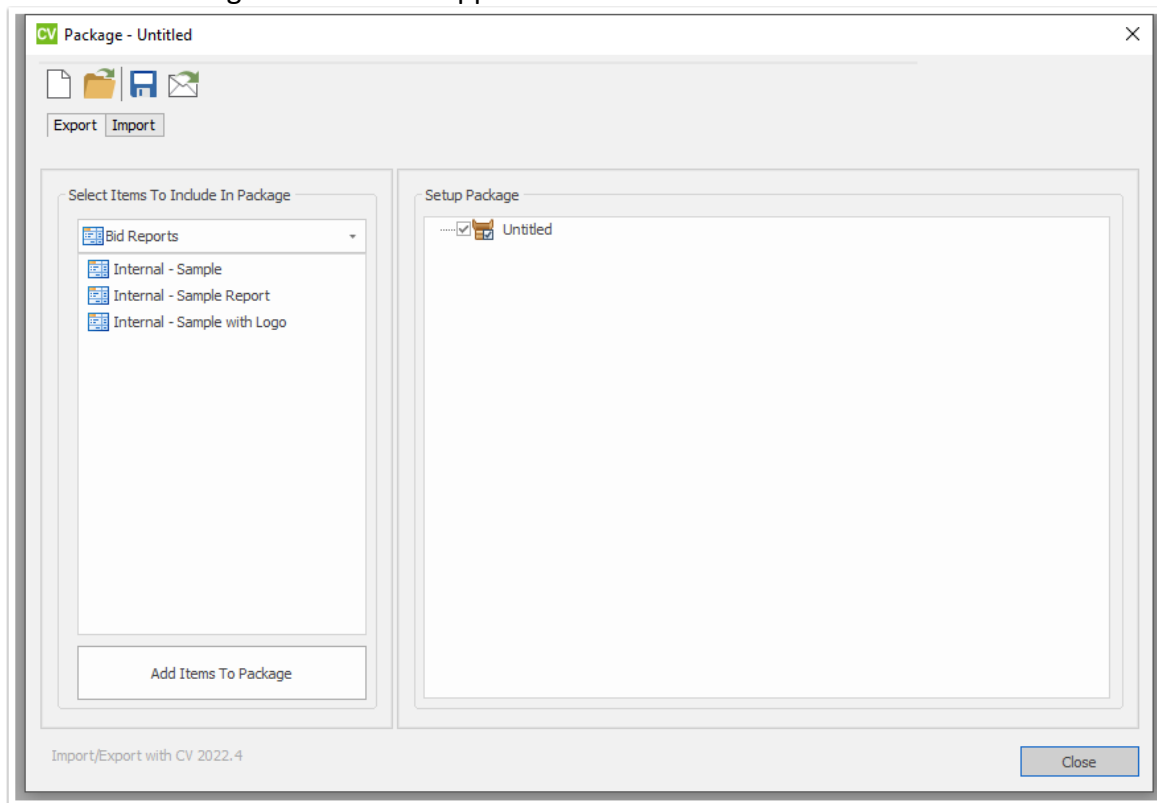 CV Package - Untitled
Export Import
Select Items To Include In Package
Bid Reports
Internal - Sample
Internal - Sample Report
Internal - Sample with Logo
Add Items To Package
Setup Package
Untitled
Import/Export with CV 2022.4
Close